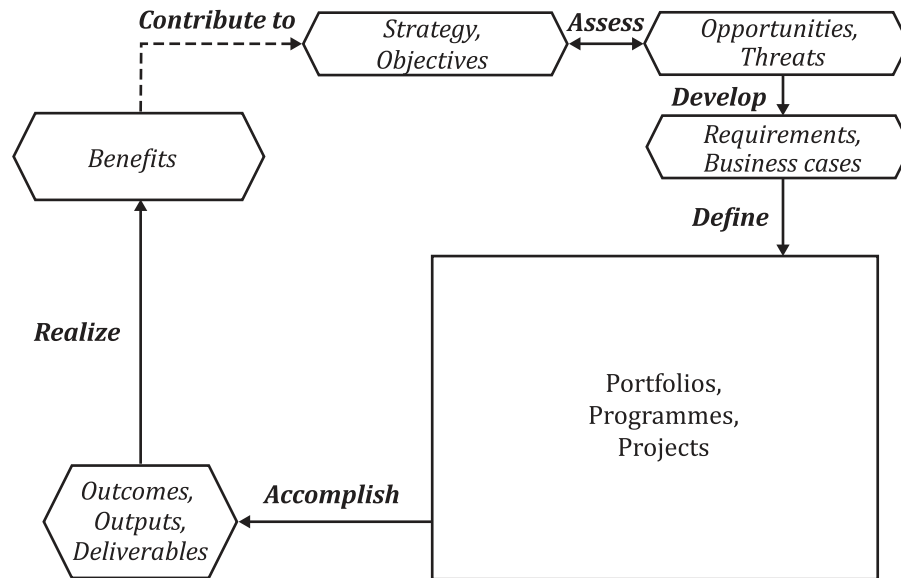 Contribute to
Strategy,
Objectives
Assess
Opportunities,
Threats
Develop
Requirements,
Business cases
Define
Benefits
Realize
Portfolios,
Programmes,
Projects
Accomplish
Outcomes,
Outputs,
Deliverables